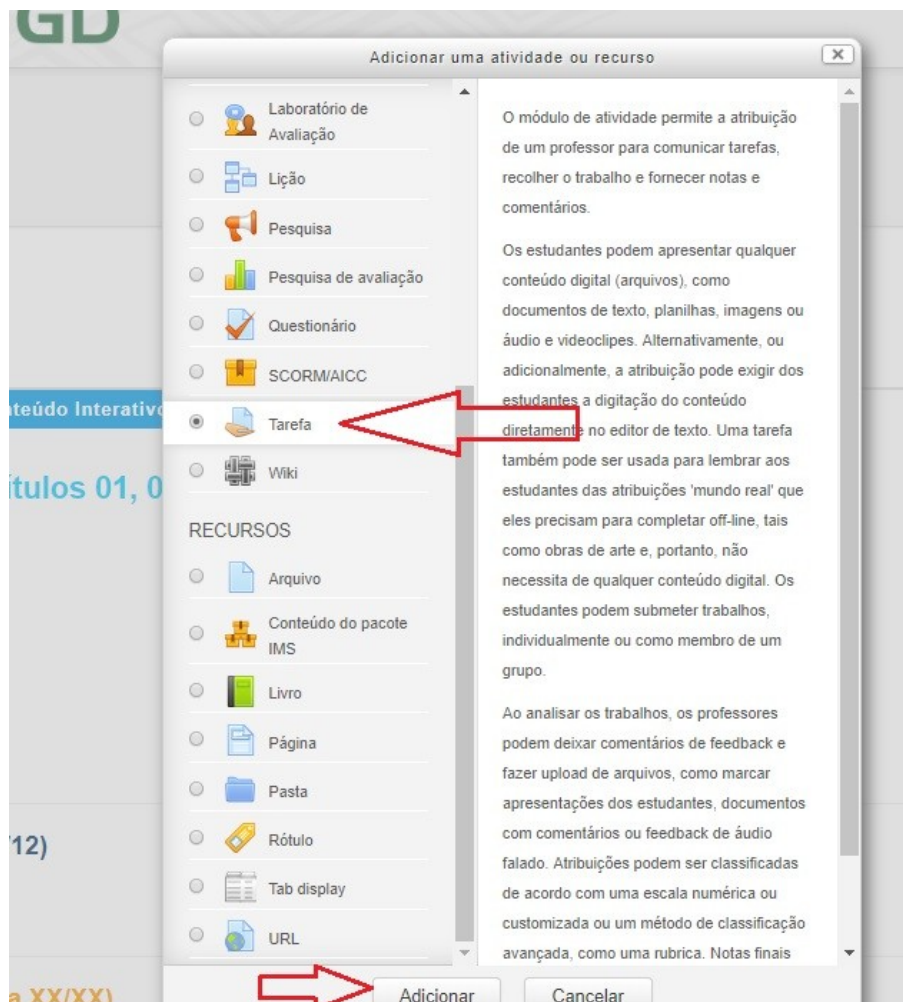 GD
Adicionar uma atividade ou recurso
Laboratório de
Avaliação
Lição
Pesquisa
Pesquisa de avaliação
Questionário
SCORM/AICC
Tarefa
Wiki
RECURSOS
Arquivo
Conteúdo do pacote
IMS
Livro
Página
Pasta
Rótulo
Tab display
URL
O módulo de atividade permite a atribuição
de um professor para comunicar tarefas,
recolher o trabalho e fornecer notas e
comentários.
Os estudantes podem apresentar qualquer
conteúdo digital (arquivos), como
documentos de texto, planilhas, imagens ou
áudio e videoclipes. Alternativamente, ou
adicionalmente, a atribuição pode exigir dos
estudantes a digitação do conteúdo
diretamente no editor de texto. Uma tarefa
também pode ser usada para lembrar aos
estudantes das atribuições 'mundo real' que
eles precisam para completar off-line, tais
como obras de arte e, portanto, não
necessita de qualquer conteúdo digital. Os
estudantes podem submeter trabalhos,
individualmente ou como membro de um
grupo.
Ao analisar os trabalhos, os professores
podem deixar comentários de feedback e
fazer upload de arquivos, como marcar
apresentações dos estudantes, documentos
com comentários ou feedback de áudio
falado. Atribuições podem ser classificadas
de acordo com uma escala numérica ou
customizada ou um método de classificação
avançada, como uma rubrica. Notas finais
Adicionar
Cancelar
teúdo Interativo
ítulos 01, 0
12)
a XX/XX)